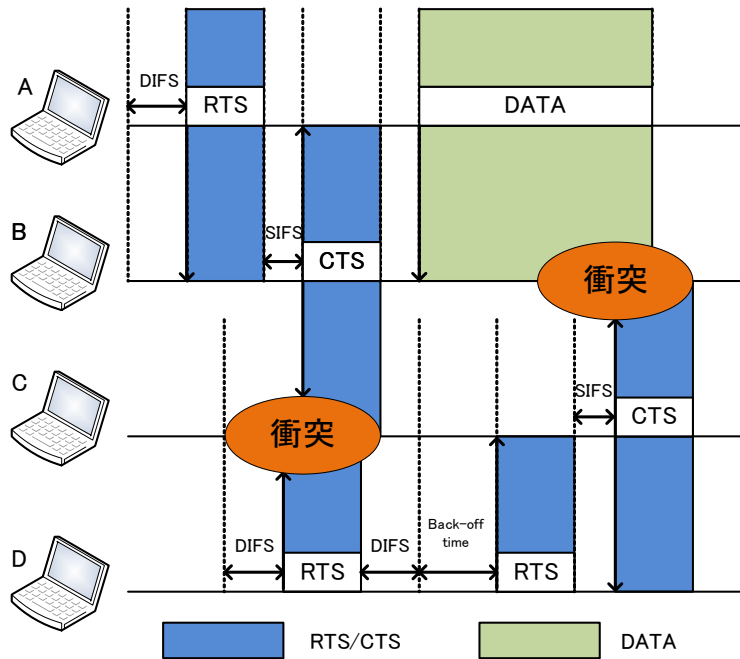 A
DIFS
RTS
DATA
B
SIFS
CTS
衝突
C
SIFS
CTS
衝突
D
DIFS
RTS
DIFS
Back-off
time
RTS
RTS/CTS
DATA